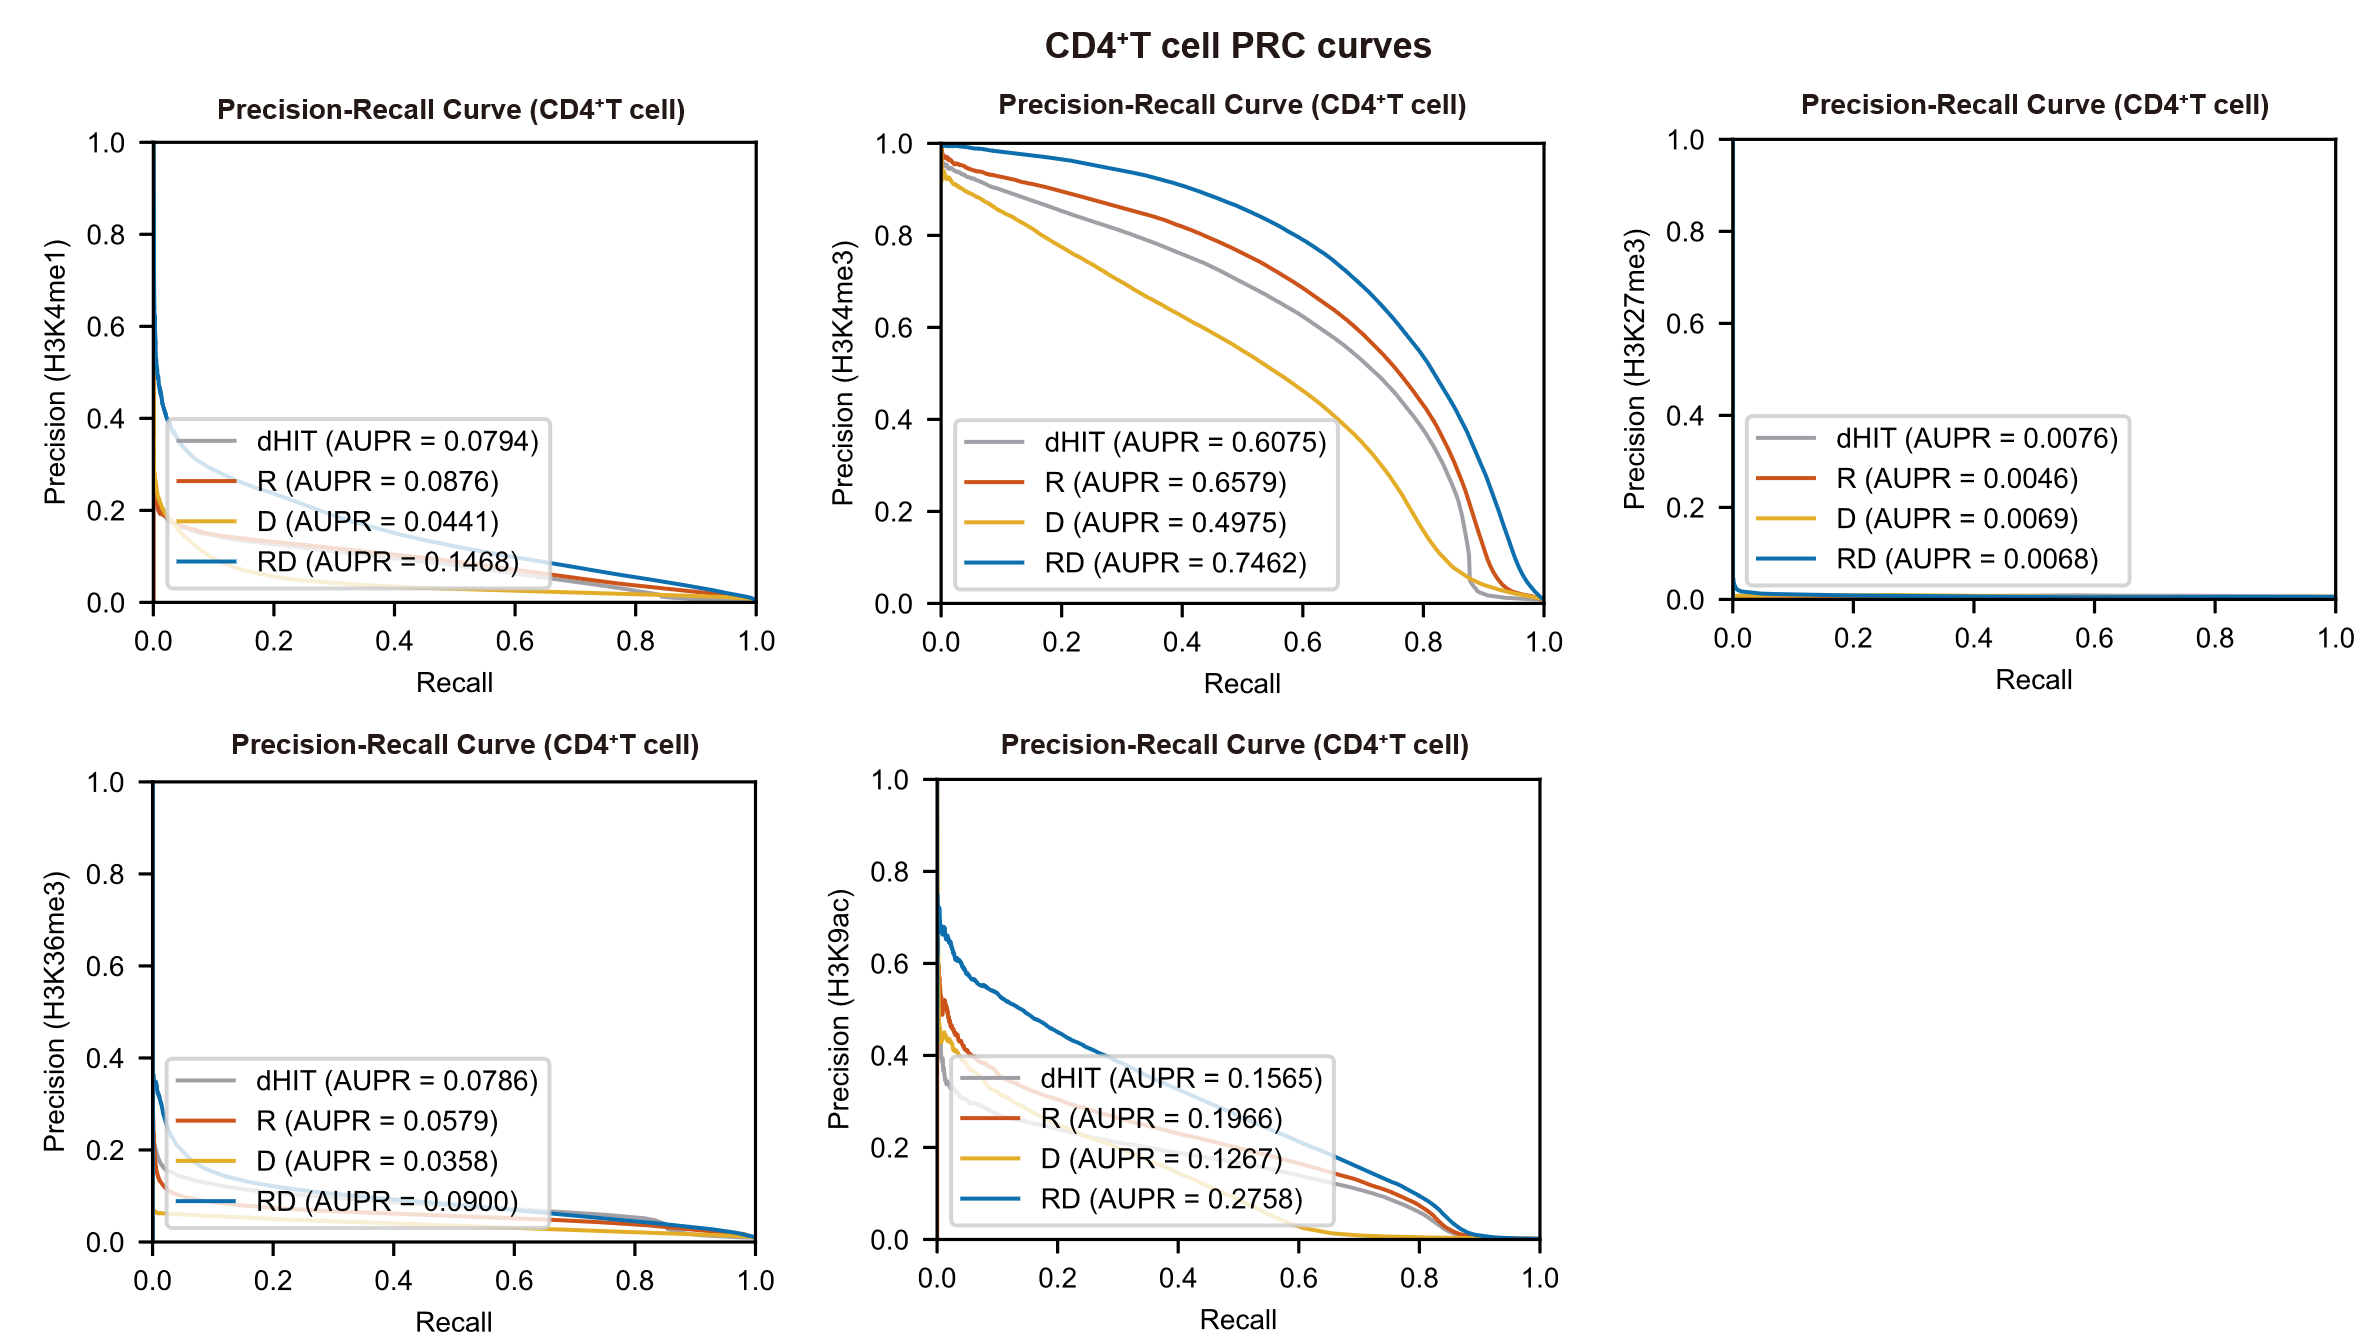 CD4⁺T cell PRC curves
Precision-Recall Curve (CD4⁺T cell)
Precision (H3K4me1)
1.0
0.8
0.6
0.4
0.2
0.0
dHIT (AUPR = 0.0794)
R (AUPR = 0.0876)
D (AUPR = 0.0441)
RD (AUPR = 0.1468)
0.0 0.2 0.4 0.6 0.8 1.0
Recall
Precision-Recall Curve (CD4⁺T cell)
Precision (H3K4me3)
1.0
0.8
0.6
0.4
0.2
0.0
dHIT (AUPR = 0.6075)
R (AUPR = 0.6579)
D (AUPR = 0.4975)
RD (AUPR = 0.7462)
0.0 0.2 0.4 0.6 0.8 1.0
Recall
Precision-Recall Curve (CD4⁺T cell)
Precision (H3K27me3)
1.0
0.8
0.6
0.4
0.2
0.0
dHIT (AUPR = 0.0076)
R (AUPR = 0.0046)
D (AUPR = 0.0069)
RD (AUPR = 0.0068)
0.0 0.2 0.4 0.6 0.8 1.0
Recall
Precision-Recall Curve (CD4⁺T cell)
Precision (H3K36me3)
1.0
0.8
0.6
0.4
0.2
0.0
dHIT (AUPR = 0.0786)
R (AUPR = 0.0579)
D (AUPR = 0.0358)
RD (AUPR = 0.0900)
0.0 0.2 0.4 0.6 0.8 1.0
Recall
Precision-Recall Curve (CD4⁺T cell)
Precision (H3K9ac)
1.0
0.8
0.6
0.4
0.2
0.0
dHIT (AUPR = 0.1565)
R (AUPR = 0.1966)
D (AUPR = 0.1267)
RD (AUPR = 0.2758)
0.0 0.2 0.4 0.6 0.8 1.0
Recall